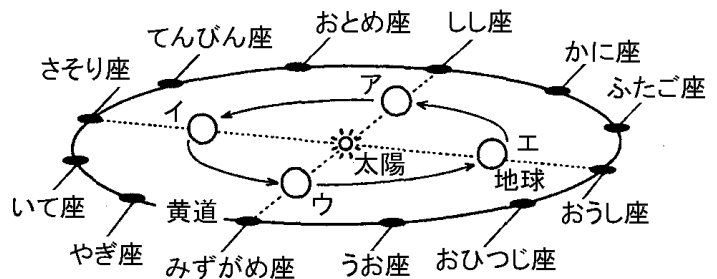 おとめ座
しし座
てんびん座
かに座
さそり座
ア
ふたご座
イ
エ
太陽
地球
ウ
いて座
黄道
おうし座
やぎ座
みずがめ座
うお座
おひつじ座